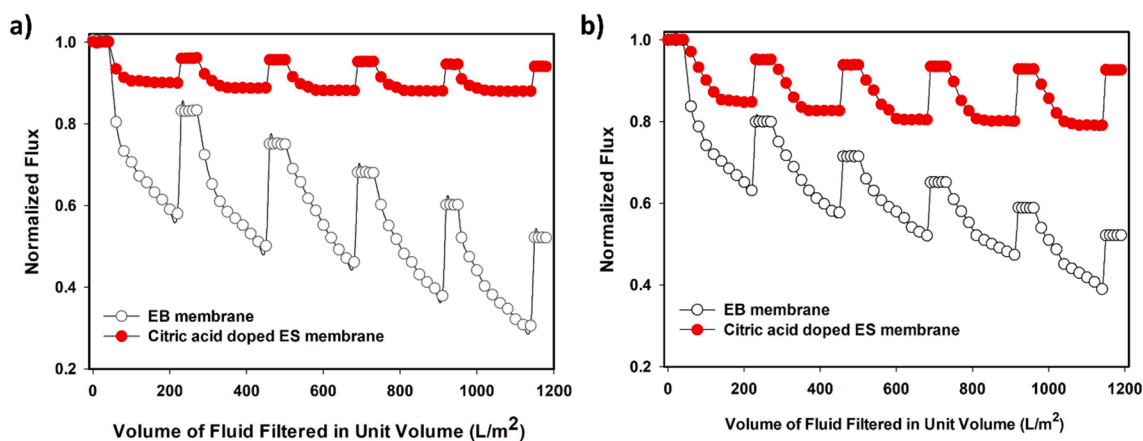 a)
Normalized Flux
1.0
0.8
0.6
0.4
0.2
EB membrane
Citric acid doped ES membrane
0 200 400 600 800 1000 1200
Volume of Fluid Filtered in Unit Volume (L/m²)
b)
Normalized Flux
1.0
0.8
0.6
0.4
0.2
EB membrane
Citric acid doped ES membrane
0 200 400 600 800 1000 1200
Volume of Fluid Filtered in Unit Volume (L/m²)